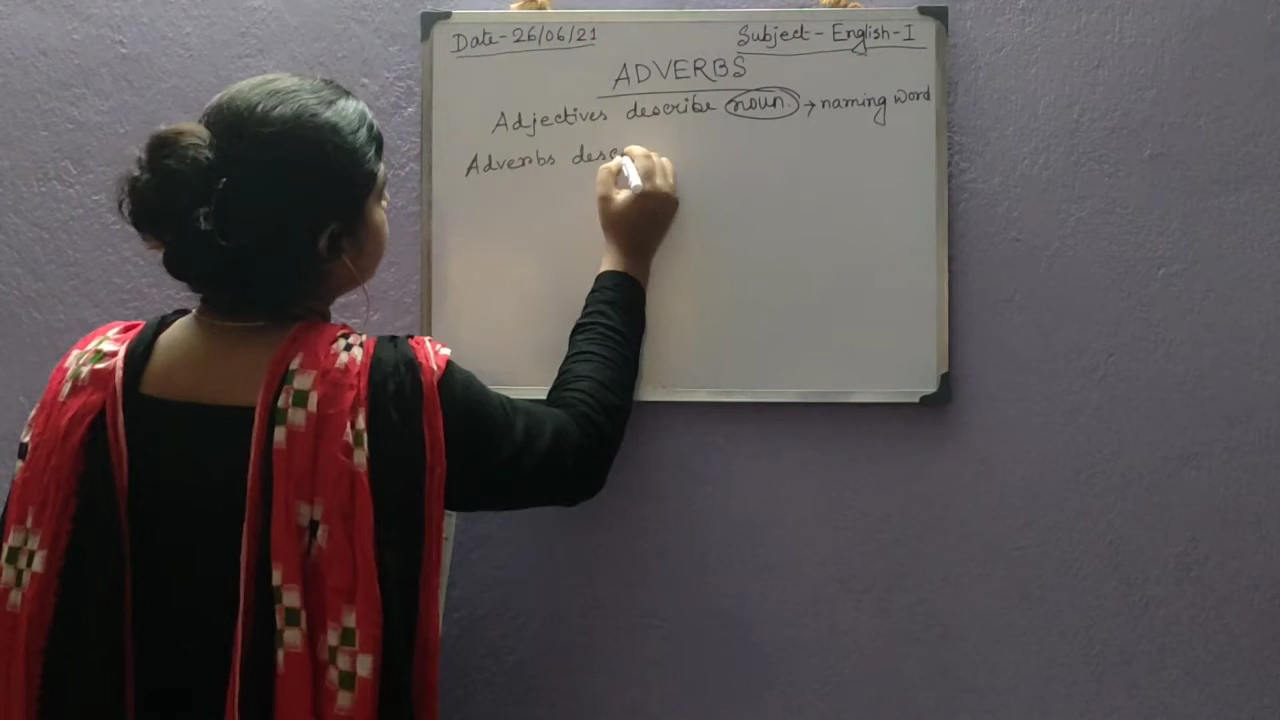 Date-26/06/21 Subject-English-I
ADVERBS
Adjectives describe noun. → naming word
Adverbs desc